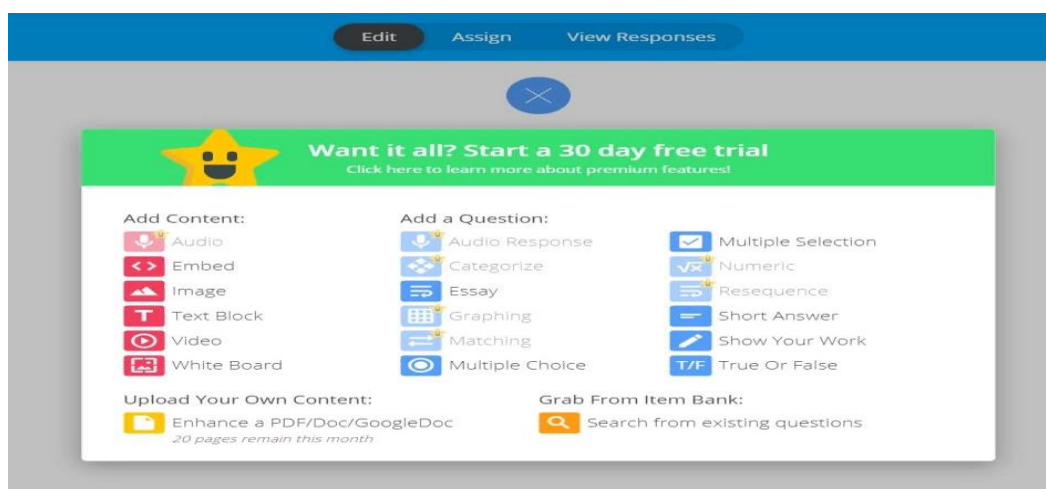 Edit Assign View Responses
Want it all? Start a 30 day free trial
Click here to learn more about premium features!
Add Content:
Audio
Embed
Image
Text Block
Video
White Board
Add a Question:
Audio Response
Categorize
Essay
Graphing
Matching
Multiple Choice
Multiple Selection
Numeric
Resequence
Short Answer
Show Your Work
T/F True Or False
Upload Your Own Content:
Enhance a PDF/Doc/GoogleDoc
20 pages remain this month
Grab From Item Bank:
Search from existing questions